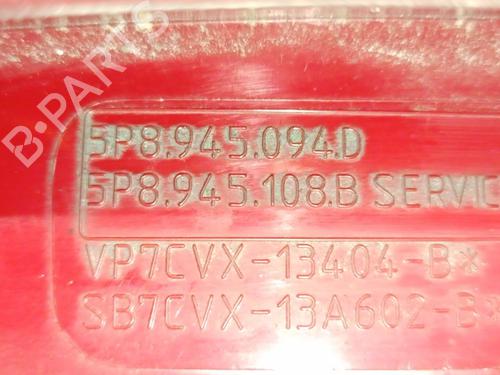 B-PARTS
5P8.945.094.D
5P8.945.108.B SERVIC
VP7CVX-13404-B*
SB7CVX-13A602-B*